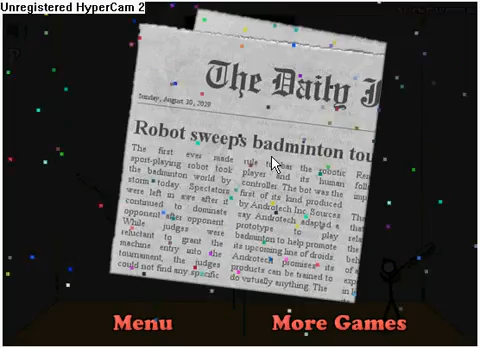 Unregistered HyperCam 2
The Daily
Sunday, August 10, 2029
Robot sweeps badminton tou
The first ever made
sport-playing robot took
the badminton world by
storm today. Spectators
were left in awe after it
continued to dominate
opponent after opponent
While judges were
reluctant to grant the
machine entry into the
tournament, the judges
could not find any specific
rule to bar the robotic
player and its human
controller. The bot was the
first of its kind produced
by Androtech Inc. Sources
say Androtech adapted a
prototype to play
badminton to help promote
its upcoming line of droids
Androtech promises its
products can be trained to
do virtually anything. The
Menu
More Games